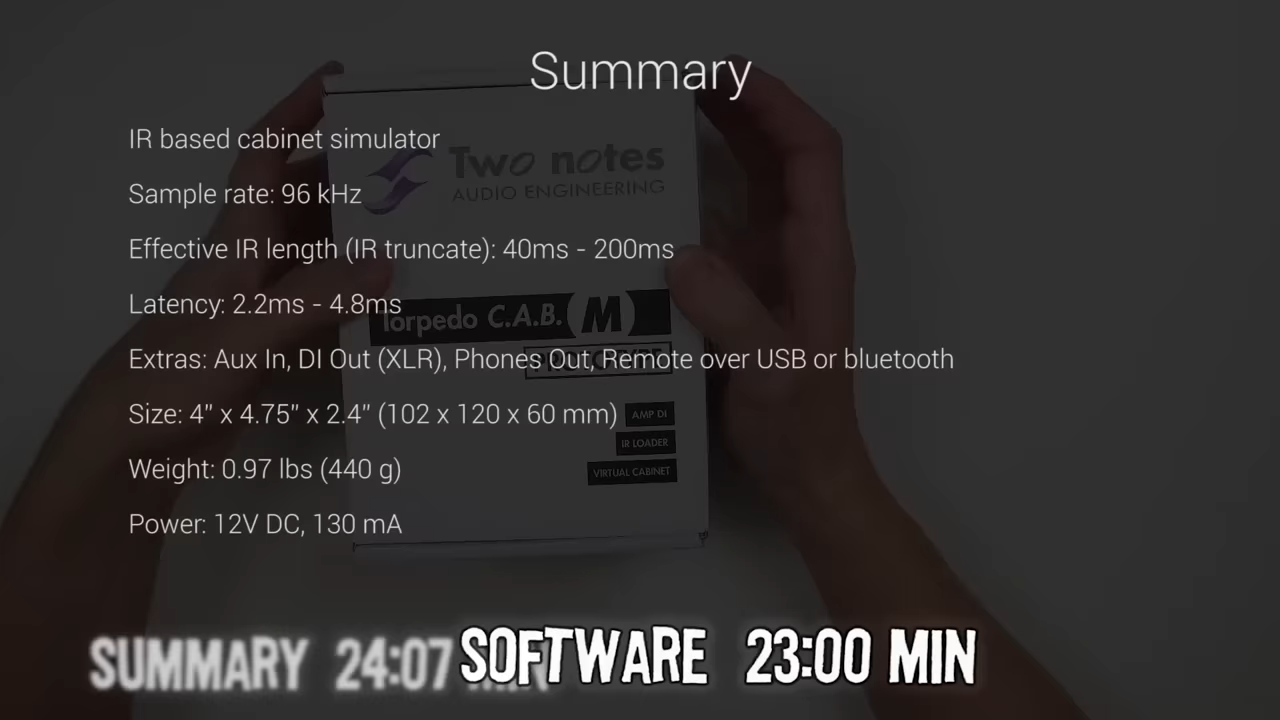 Summary
IR based cabinet simulator
Two notes
AUDIO ENGINEERING
Sample rate: 96 kHz
Effective IR length (IR truncate): 40ms - 200ms
Latency: 2.2ms - 4.8ms
Torpedo C.A.B. (M)
Extras: Aux In, DI Out (XLR), Phones Out, Remote over USB or bluetooth
PROTOTYPE
Size: 4" x 4.75" x 2.4" (102 x 120 x 60 mm)
AMP DI
IR LOADER
Weight: 0.97 lbs (440 g)
VIRTUAL CABINET
Power: 12V DC, 130 mA
SUMMARY 24:07 MIN
SOFTWARE 23:00 MIN